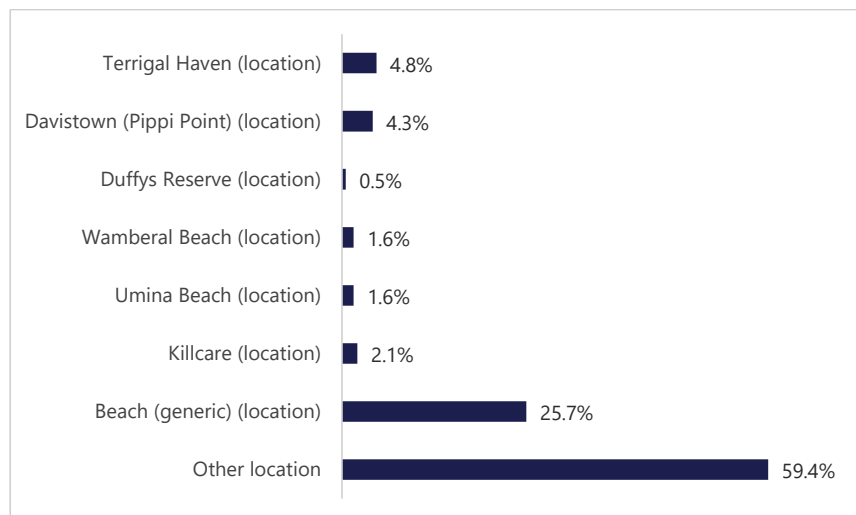 Terrigal Haven (location) 4.8%
Davistown (Pippi Point) (location) 4.3%
Duffys Reserve (location) 0.5%
Wamberal Beach (location) 1.6%
Umina Beach (location) 1.6%
Killcare (location) 2.1%
Beach (generic) (location) 25.7%
Other location 59.4%